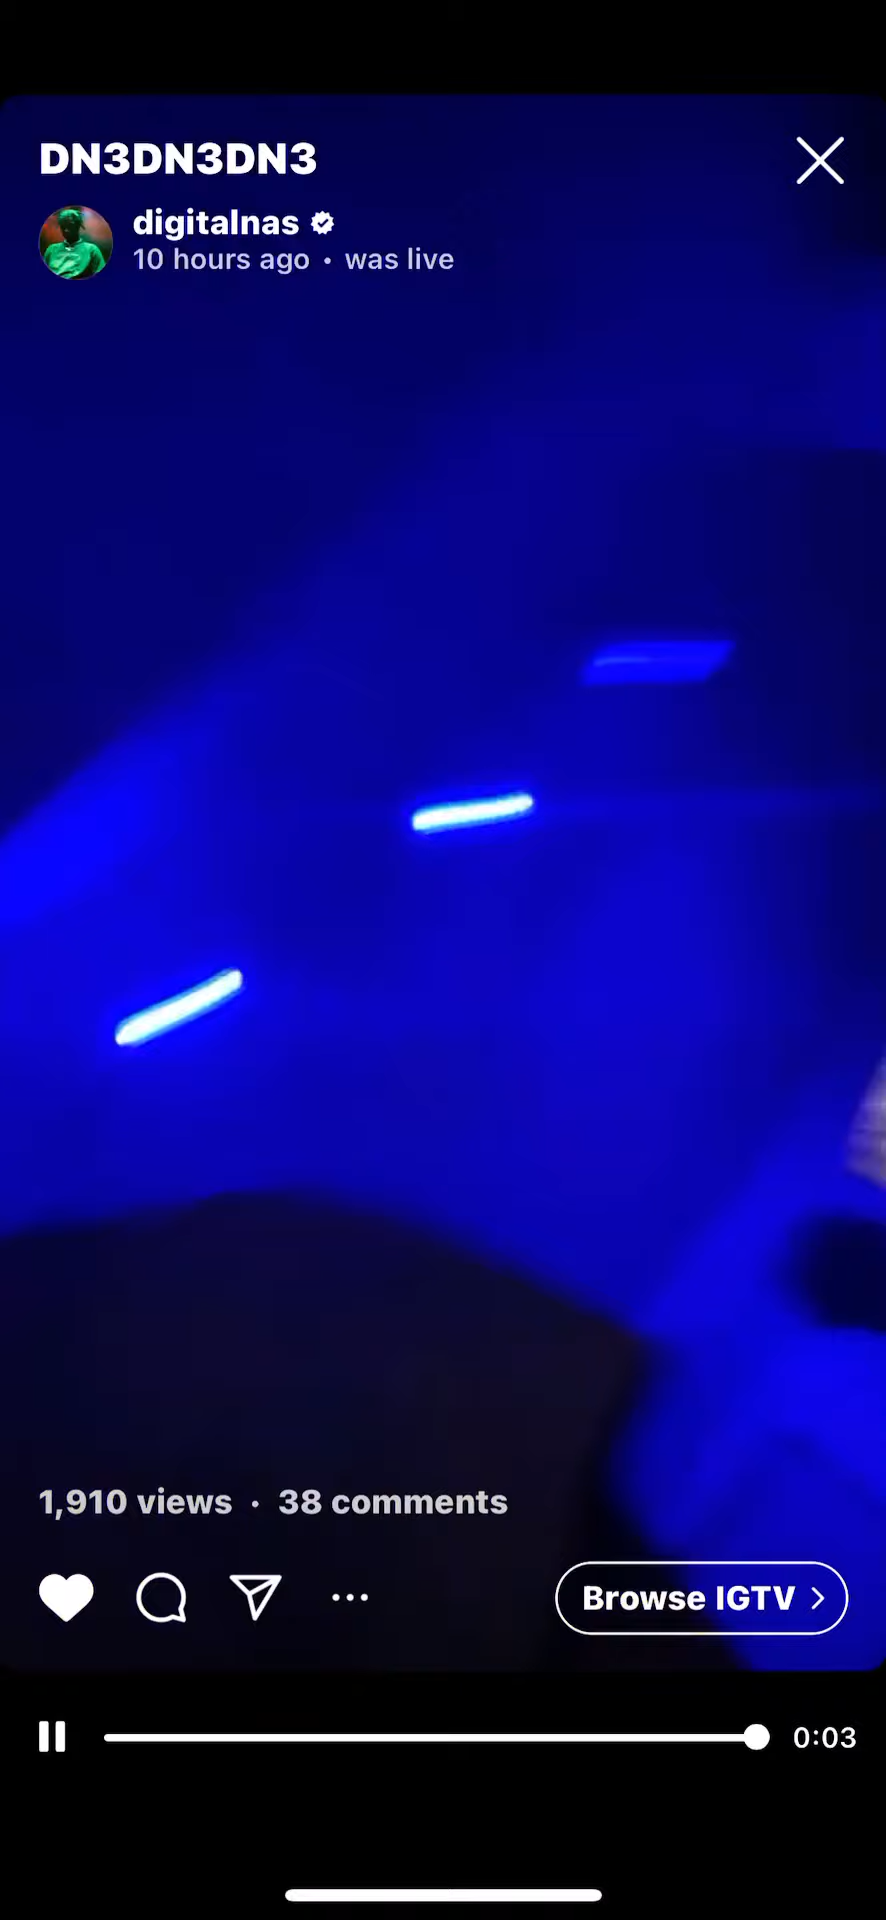 DN3DN3DN3
digitalnas
10 hours ago • was live
1,910 views · 38 comments
Browse IGTV >
0:03